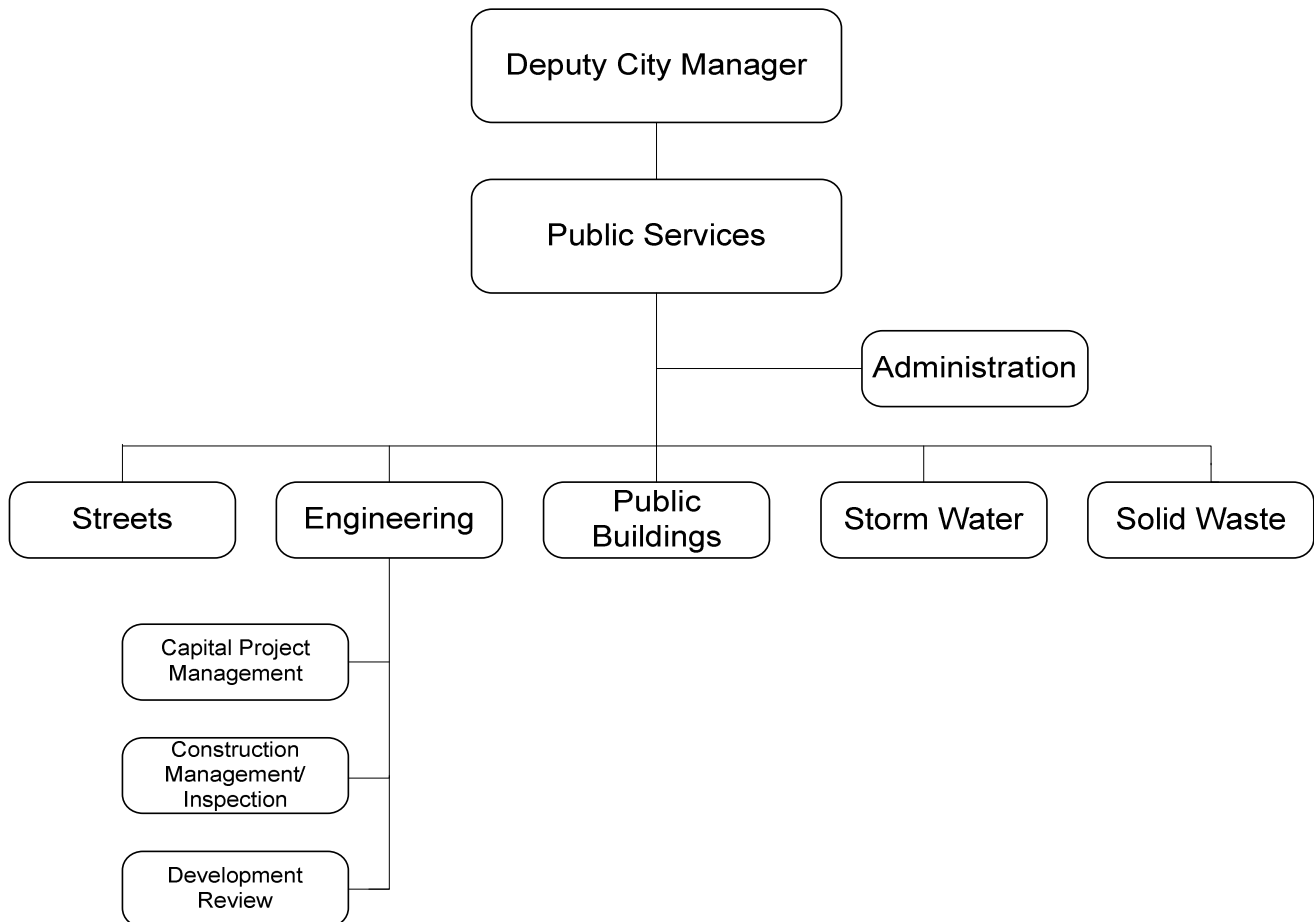 Deputy City Manager
Public Services
Administration
Streets
Engineering
Public
Buildings
Storm Water
Solid Waste
Capital Project
Management
Construction
Management/
Inspection
Development
Review